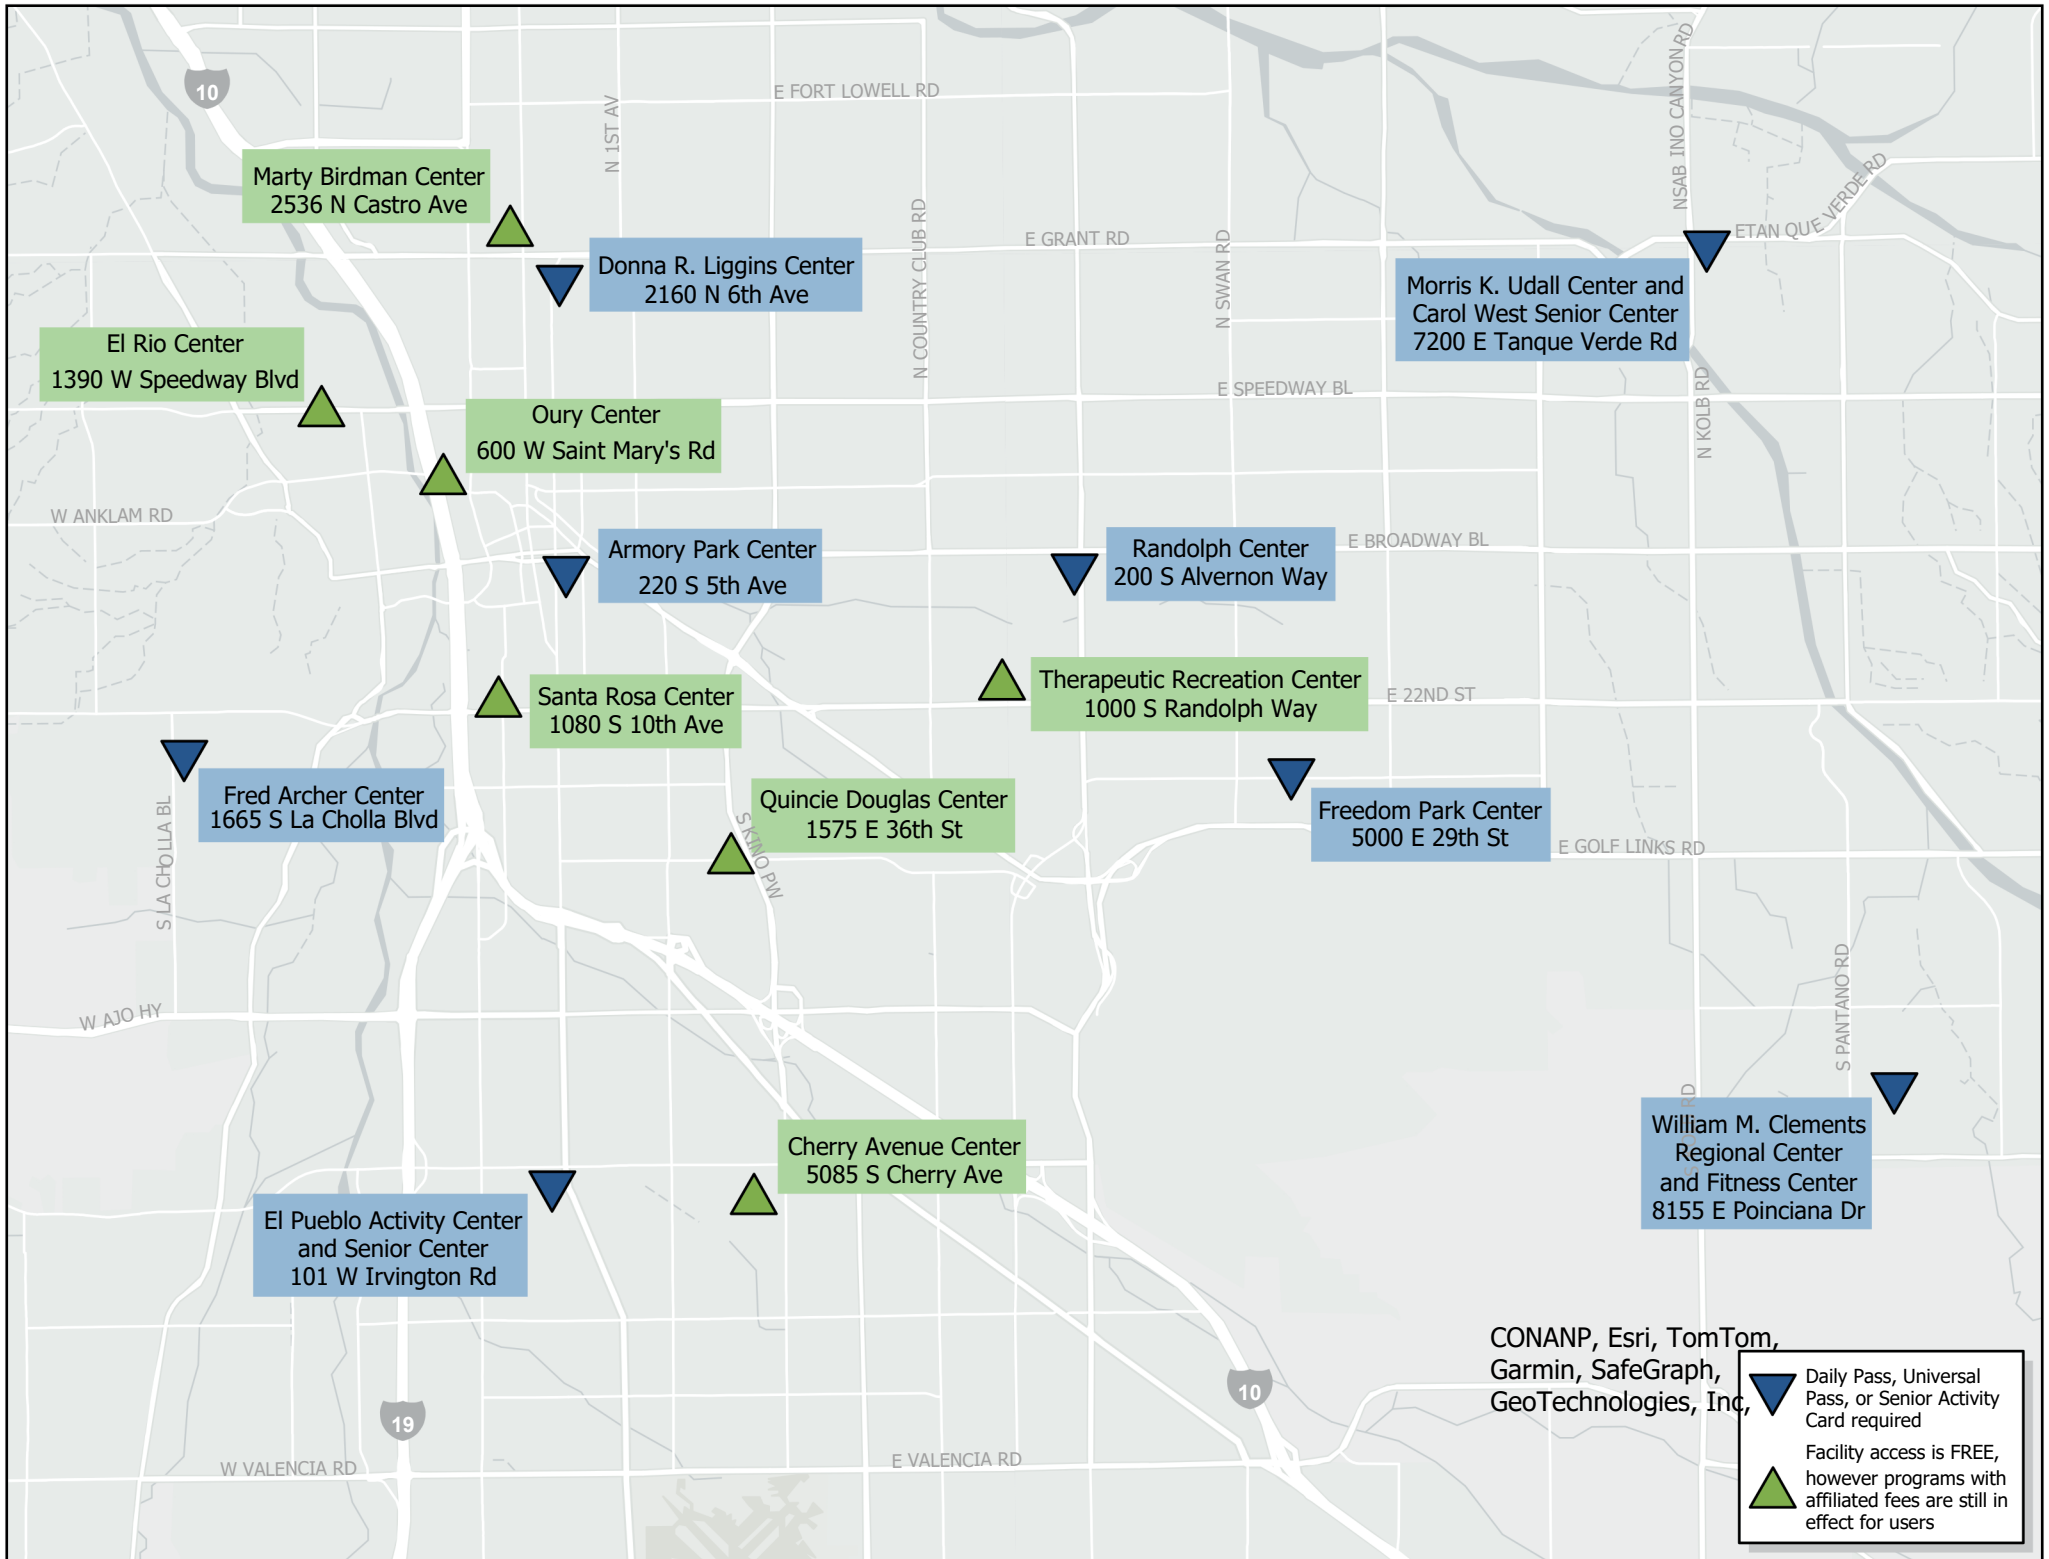 10
E FORT LOWELL RD
N 1ST AV
NSAB INO CANYON RD
Marty Birdman Center
2536 N Castro Ave
E GRANT RD
ETAN QUE VERDE RD
N COUNTRY CLUB RD
N SWAN RD
Donna R. Liggins Center
2160 N 6th Ave
Morris K. Udall Center and
Carol West Senior Center
7200 E Tanque Verde Rd
El Rio Center
1390 W Speedway Blvd
E SPEEDWAY BL
N KOLB RD
Oury Center
600 W Saint Mary's Rd
W ANKLAM RD
Armory Park Center
220 S 5th Ave
Randolph Center
200 S Alvernon Way
E BROADWAY BL
Santa Rosa Center
1080 S 10th Ave
Therapeutic Recreation Center
1000 S Randolph Way
E 22ND ST
Fred Archer Center
1665 S La Cholla Blvd
S LA CHOLLA BL
Quincie Douglas Center
1575 E 36th St
S KINO PW
Freedom Park Center
5000 E 29th St
E GOLF LINKS RD
W AJO HY
S PANTANO RD
RD
William M. Clements
Regional Center
and Fitness Center
8155 E Poinciana Dr
Cherry Avenue Center
5085 S Cherry Ave
El Pueblo Activity Center
and Senior Center
101 W Irvington Rd
CONANP, Esri, TomTom,
Garmin, SafeGraph,
GeoTechnologies, Inc,
10
19
W VALENCIA RD
E VALENCIA RD
Daily Pass, Universal
Pass, or Senior Activity
Card required
Facility access is FREE,
however programs with
affiliated fees are still in
effect for users